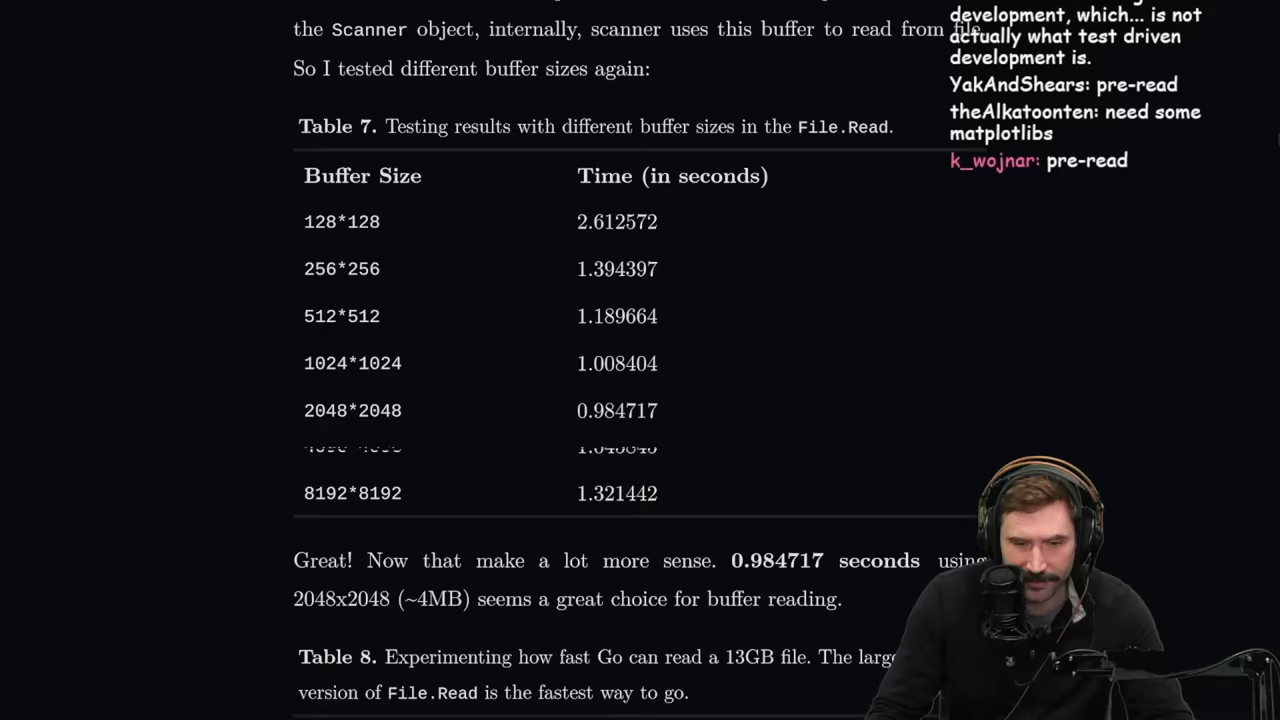 the Scanner object, internally, scanner uses this buffer to read from file
So I tested different buffer sizes again:
Table 7. Testing results with different buffer sizes in the File.Read.
Buffer Size Time (in seconds)
128*128 2.612572
256*256 1.394397
512*512 1.189664
1024*1024 1.008404
2048*2048 0.984717
8192*8192 1.321442
Great! Now that make a lot more sense. 0.984717 seconds using
2048x2048 (~4MB) seems a great choice for buffer reading.
Table 8. Experimenting how fast Go can read a 13GB file. The
version of File.Read is the fastest way to go.
development, which... is not
actually what test driven
development is.
YakAndShears: pre-read
theAlkatoonten: need some
matplotlibs
k_wojnar: pre-read